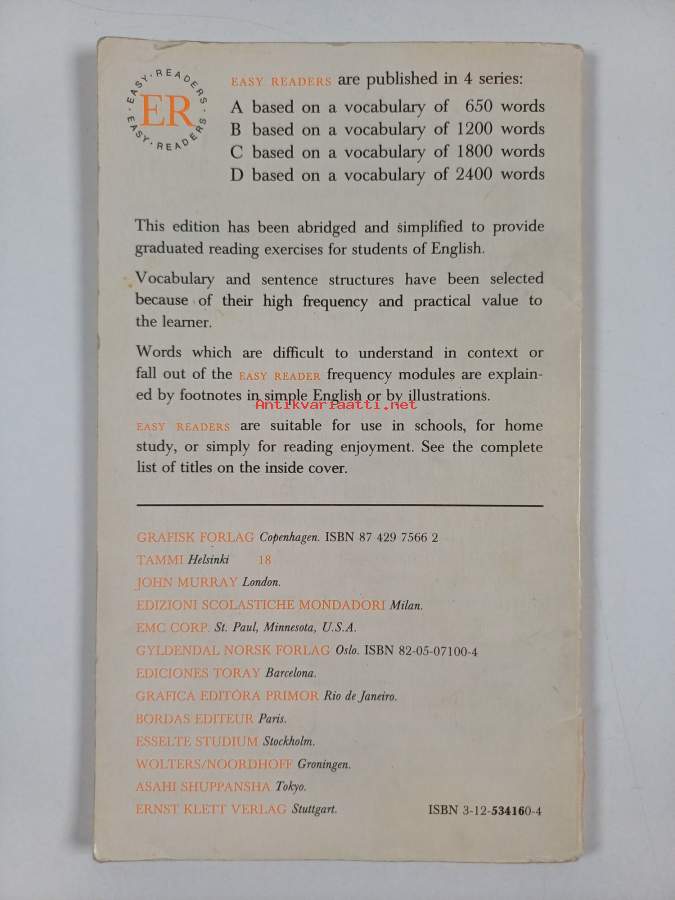 · EASY · READERS ·
ER
· EASY · READERS ·
EASY READERS are published in 4 series:
A based on a vocabulary of 650 words
B based on a vocabulary of 1200 words
C based on a vocabulary of 1800 words
D based on a vocabulary of 2400 words
This edition has been abridged and simplified to provide
graduated reading exercises for students of English.
Vocabulary and sentence structures have been selected
because of their high frequency and practical value to
the learner.
Words which are difficult to understand in context or
fall out of the EASY READER frequency modules are explain-
ed by footnotes in simple English or by illustrations.
Antikvariaatti.net
EASY READERS are suitable for use in schools, for home
study, or simply for reading enjoyment. See the complete
list of titles on the inside cover.
GRAFISK FORLAG Copenhagen. ISBN 87 429 7566 2
TAMMI Helsinki 18
JOHN MURRAY London.
EDIZIONI SCOLASTICHE MONDADORI Milan.
EMC CORP. St. Paul, Minnesota, U.S.A.
GYLDENDAL NORSK FORLAG Oslo. ISBN 82-05-07100-4
EDICIONES TORAY Barcelona.
GRAFICA EDITÓRA PRIMOR Rio de Janeiro.
BORDAS EDITEUR Paris.
ESSELTE STUDIUM Stockholm.
WOLTERS/NOORDHOFF Groningen.
ASAHI SHUPPANSHA Tokyo.
ERNST KLETT VERLAG Stuttgart. ISBN 3-12-534160-4